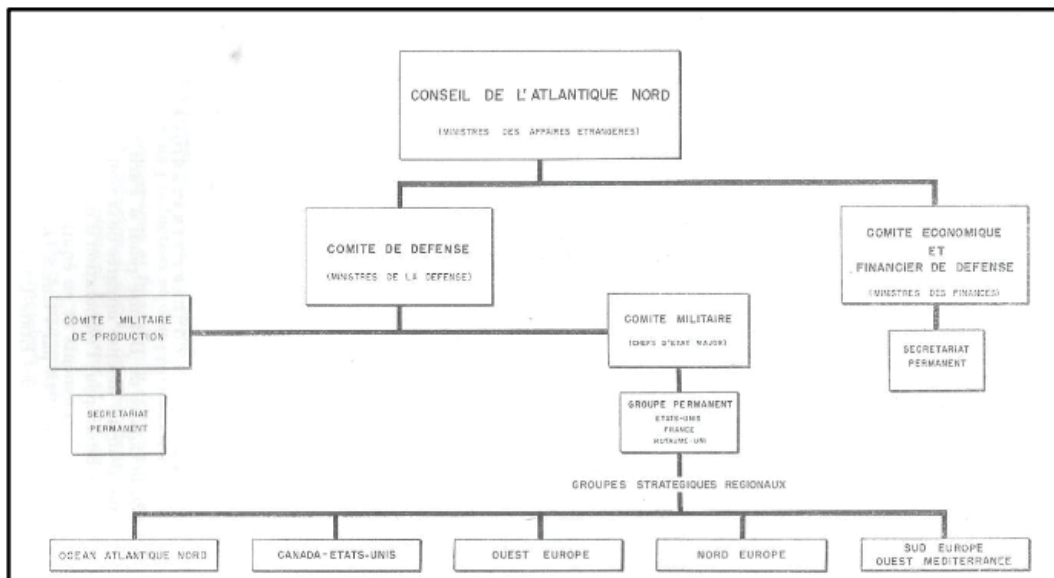 CONSEIL DE L'ATLANTIQUE NORD
(MINISTRES DES AFFAIRES ETRANGERES)
COMITE DE DEFENSE
(MINISTRES DE LA DEFENSE)
COMITE ECONOMIQUE
ET
FINANCIER DE DEFENSE
(MINISTRES DES FINANCES)
COMITE MILITAIRE
DE PRODUCTION
COMITE MILITAIRE
(CHEFS D'ETAT MAJOR)
SECRETARIAT
PERMANENT
SECRETARIAT
PERMANENT
GROUPE PERMANENT
ETATS-UNIS
FRANCE
ROYAUME-UNI
GROUPES STRATEGIQUES REGIONAUX
OCEAN ATLANTIQUE NORD
CANADA-ETATS-UNIS
OUEST EUROPE
NORD EUROPE
SUD EUROPE
OUEST MEDITERRANEE